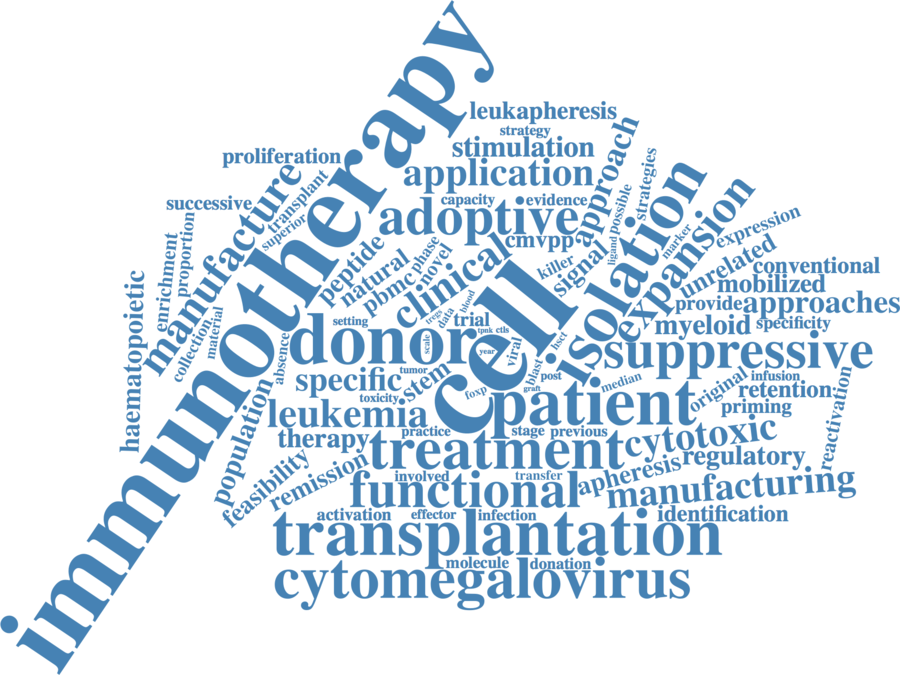 immunotherapy
leukapheresis
strategy
stimulation
application
approach
proliferation
manufacture
transplant
superior
successive
capacity
evidence
adoptive
cmvpp
possible
ligand
strategies
isolation
expansion
marker
expression
unrelated
conventional
mobilized
provide
approaches
myeloid
specificity
suppressive
haematopoietic
enrichment
proportion
collection
material
peptide
natural
pbmc
phase
novel
clinical
killer
signal
cell
tregs
data
blood
trial
tpnk
ctls
year
viral
hsct
blast
setting
donor
scale
absence
population
specific
tumor
toxicity
stem
foxp
post
graft
median
original
infusion
retention
priming
reactivation
leukemia
patient
therapy
practice
stage
previous
treatment
cytotoxic
feasibility
remission
involved
transfer
apheresis
regulatory
functional
manufacturing
activation
effector
infection
identification
transplantation
molecule
donation
cytomegalovirus